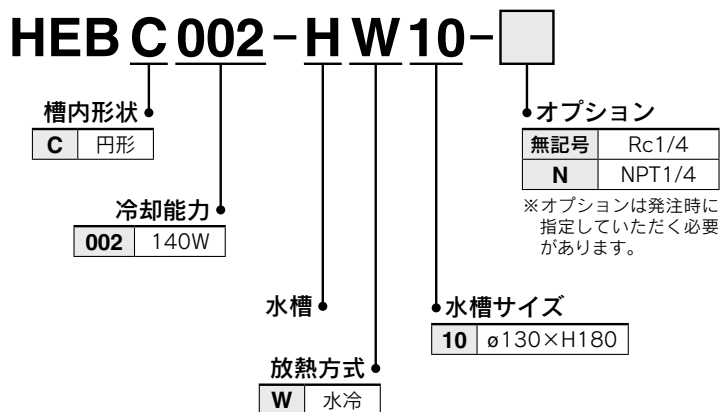 HEB C 002-H W 10-
槽内形状
C 円形
冷却能力
002 140W
水槽
放熱方式
W 水冷
水槽サイズ
10 ø130×H180
オプション
無記号 Rc1/4
N NPT1/4
※オプションは発注時に
指定していただく必要
があります。